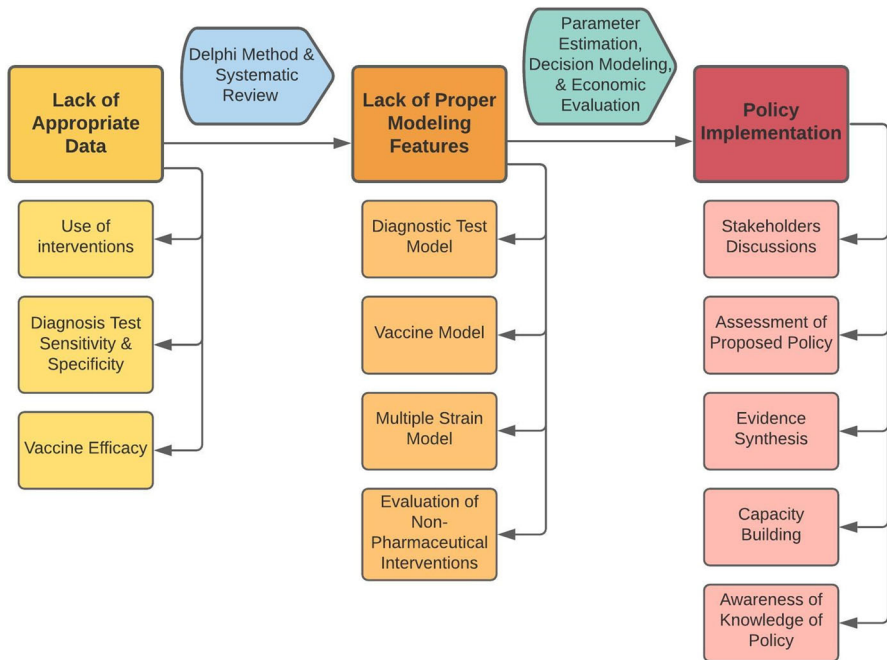 Delphi Method &
Systematic
Review
Parameter
Estimation,
Decision Modeling,
& Economic
Evaluation
Lack of
Appropriate
Data
Lack of Proper
Modeling
Features
Policy
Implementation
Use of
interventions
Diagnosis Test
Sensitivity &
Specificity
Vaccine Efficacy
Diagnostic Test
Model
Vaccine Model
Multiple Strain
Model
Evaluation of
Non-
Pharmaceutical
Interventions
Stakeholders
Discussions
Assessment of
Proposed Policy
Evidence
Synthesis
Capacity
Building
Awareness of
Knowledge of
Policy